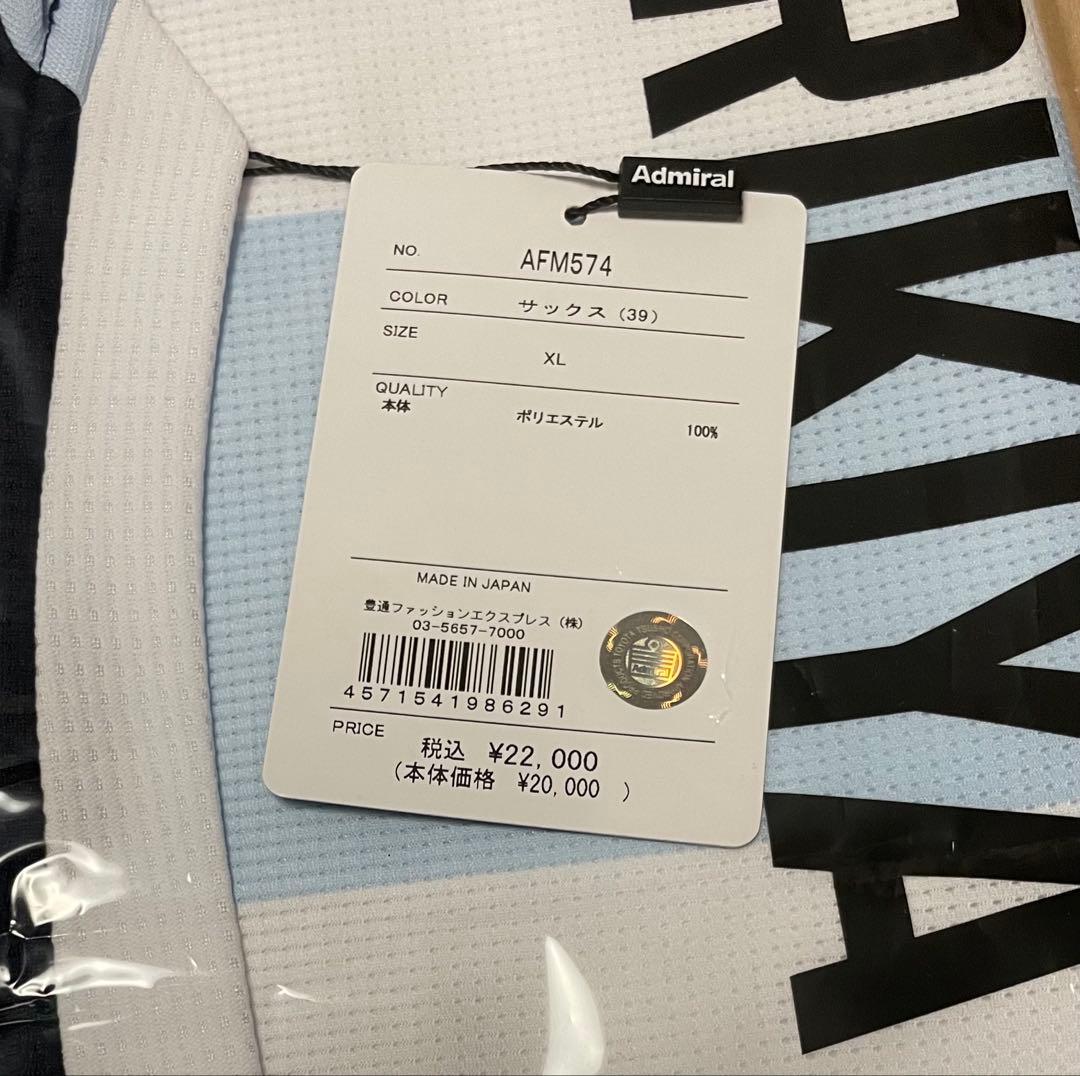 Admiral
NO. AFM574
COLOR サックス (39)
SIZE
XL
QUALITY
本体 ポリエステル 100%
MADE IN JAPAN
豊通ファッションエクスプレス (株)
03-5657-7000
4571541986291
PRICE
税込 ¥22,000
(本体価格 ¥20,000 )
Admiral
RIKYA